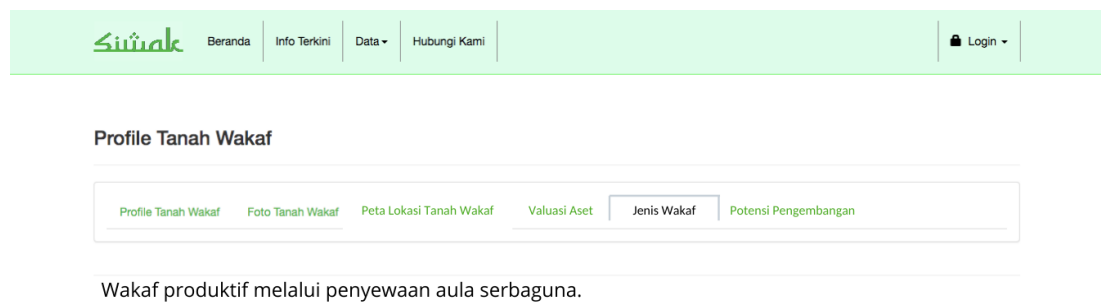 Siwak Beranda Info Terkini Data Hubungi Kami Login
Profile Tanah Wakaf
Profile Tanah Wakaf Foto Tanah Wakaf Peta Lokasi Tanah Wakaf Valuasi Aset Jenis Wakaf Potensi Pengembangan
Wakaf produktif melalui penyewaan aula serbaguna.